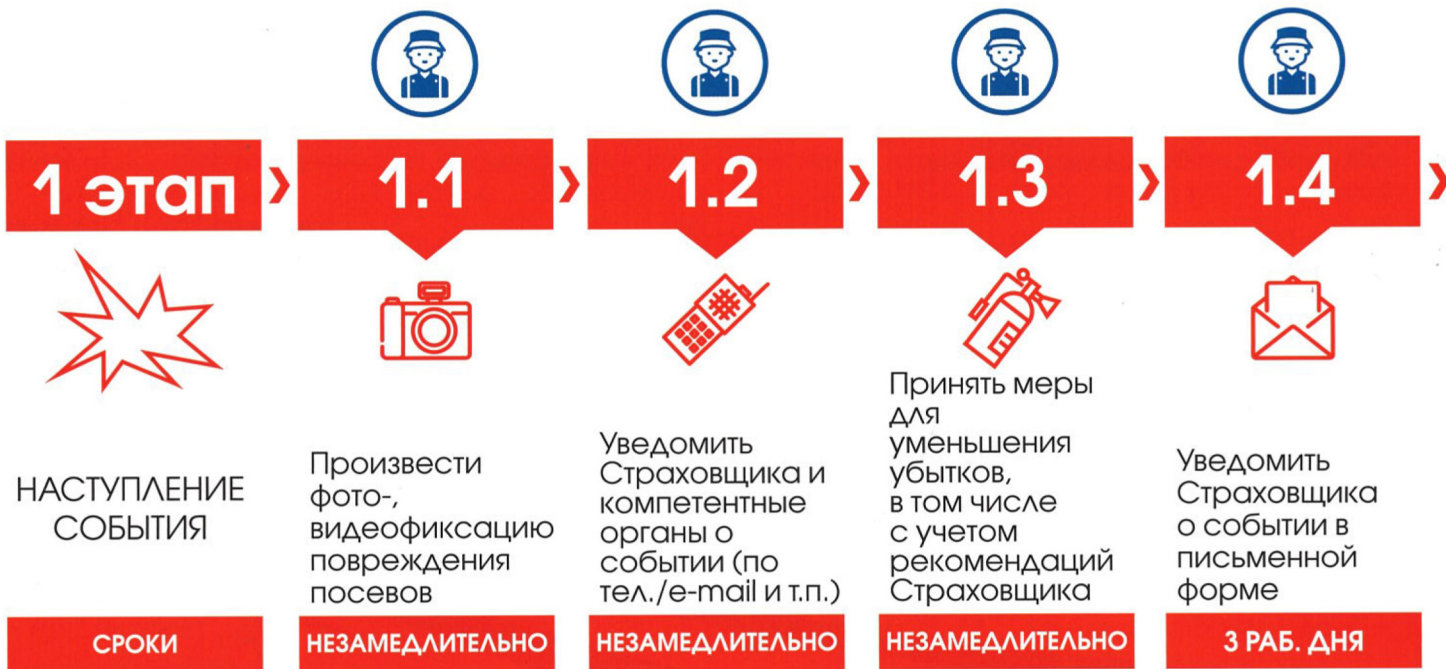 1 этап
1.1
1.2
1.3
1.4
НАСТУПЛЕНИЕ
СОБЫТИЯ
Произвести
фото-,
видеофиксацию
повреждения
посевов
Уведомить
Страховщика и
компетентные
органы о
событии (по
тел./e-mail и т.п.)
Принять меры
для
уменьшения
убытков,
в том числе
с учетом
рекомендаций
Страховщика
Уведомить
Страховщика
о событии в
письменной
форме
СРОКИ
НЕЗАМЕДЛИТЕЛЬНО
НЕЗАМЕДЛИТЕЛЬНО
НЕЗАМЕДЛИТЕЛЬНО
3 РАБ. ДНЯ